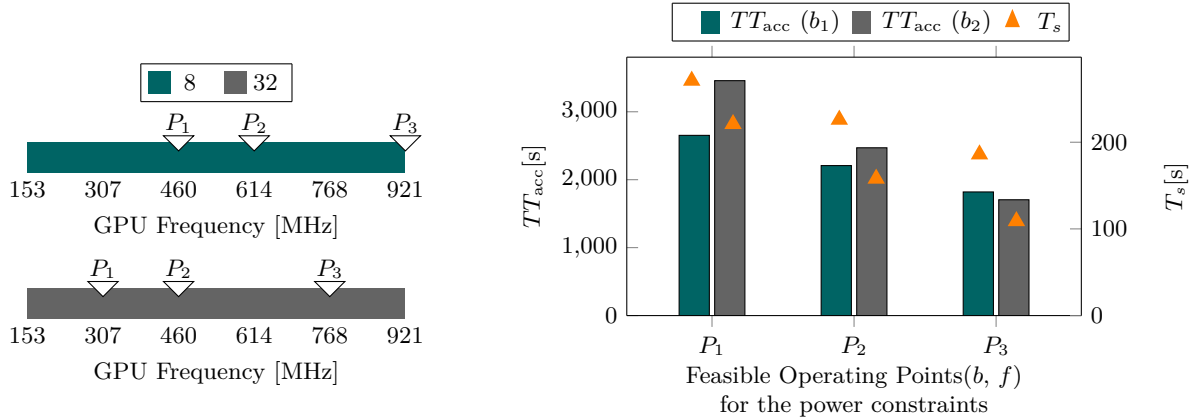 8 32
P1 P2 P3
153 307 460 614 768 921
GPU Frequency [MHz]
P1 P2 P3
153 307 460 614 768 921
GPU Frequency [MHz]
TTacc (b1) TTacc (b2) Ts
3,000
2,000
1,000
0
TTacc[s]
200
100
0
Ts[s]
P1 P2 P3
Feasible Operating Points(b, f)
for the power constraints